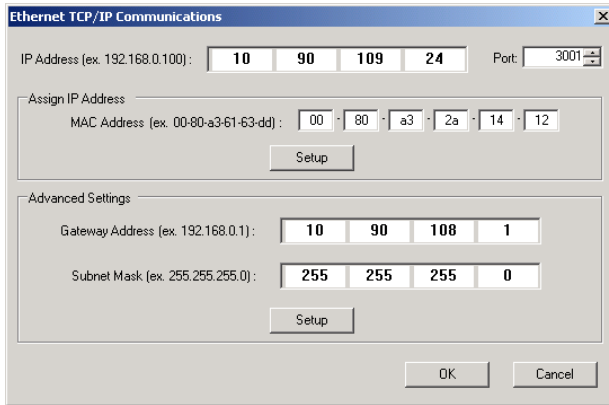 Ethernet TCP/IP Communications
IP Address (ex. 192.168.0.100) : 10 90 109 24 Port: 3001
Assign IP Address
MAC Address (ex. 00-80-a3-61-63-dd) : 00 - 80 - a3 - 2a - 14 - 12
Setup
Advanced Settings
Gateway Address (ex. 192.168.0.1) : 10 90 108 1
Subnet Mask (ex. 255.255.255.0) : 255 255 255 0
Setup
OK Cancel